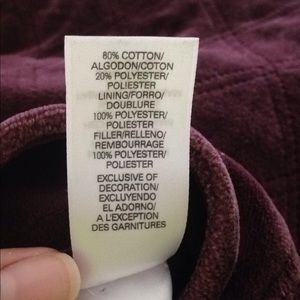 80% COTTON/
ALGODON/COTON
20% POLYESTER/
POLIESTER
LINING/FORRO/
DOUBLURE
100% POLYESTER/
POLIESTER
FILLER/RELLENO/
REMBOURRAGE
100% POLYESTER/
POLIESTER
EXCLUSIVE OF
DECORATION/
EXCLUYENDO
EL ADORNO/
A L'EXCEPTION
DES GARNITURES